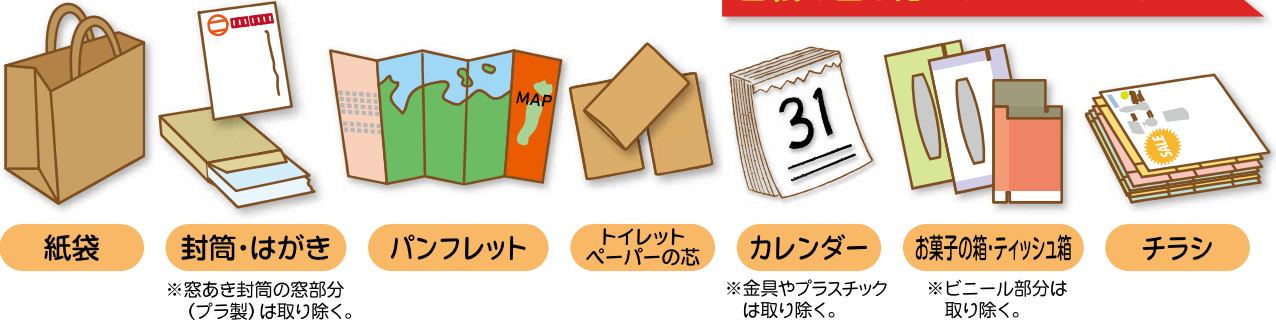 MAP
31
SALE
紙袋
封筒・はがき
パンフレット
トイレット
ペーパーの芯
カレンダー
お菓子の箱・ティッシュ箱
チラシ
※窓あき封筒の窓部分
（プラ製）は取り除く。
※金具やプラスチック
は取り除く。
※ビニール部分は
取り除く。